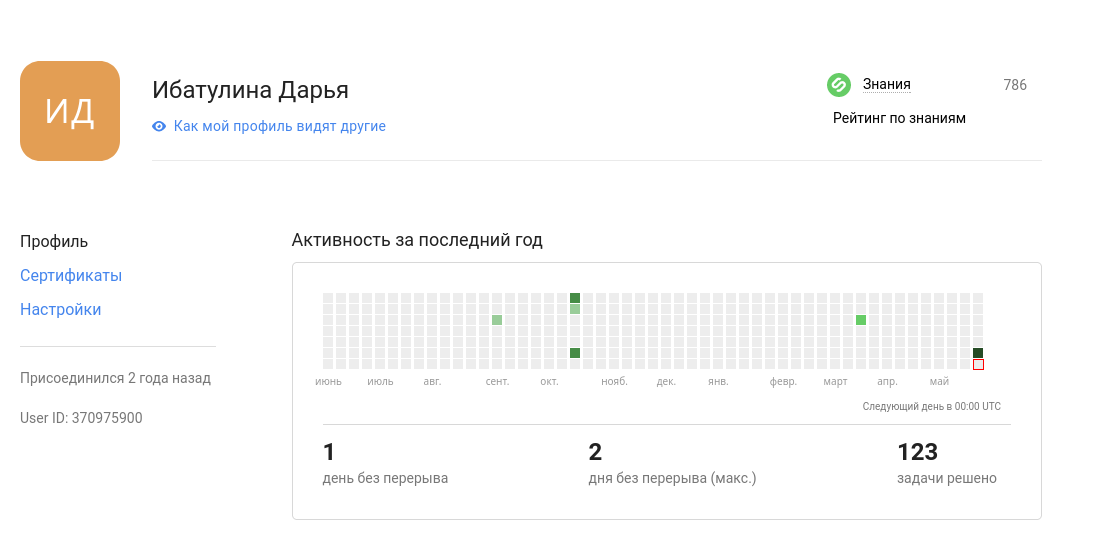 ИД
Ибатулина Дарья
Как мой профиль видят другие
Знания 786
Рейтинг по знаниям
Профиль
Сертификаты
Настройки
Присоединился 2 года назад
User ID: 370975900
Активность за последний год
июнь июль авг. сент. окт. нояб. дек. янв. февр. март апр. май
Следующий день в 00:00 UTC
1 2 123
день без перерыва дня без перерыва (макс.) задачи решено